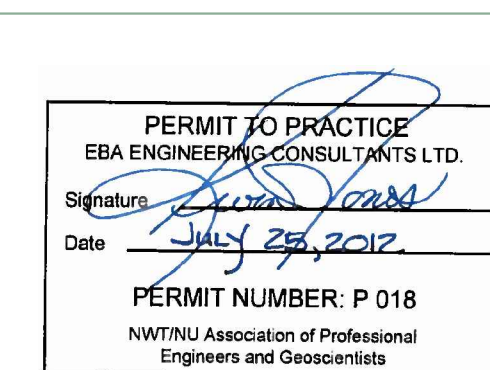 PERMIT TO PRACTICE
EBA ENGINEERING CONSULTANTS LTD.
Signature Jones
Date JULY 25, 2012
PERMIT NUMBER: P 018
NWT/NU Association of Professional
Engineers and Geoscientists